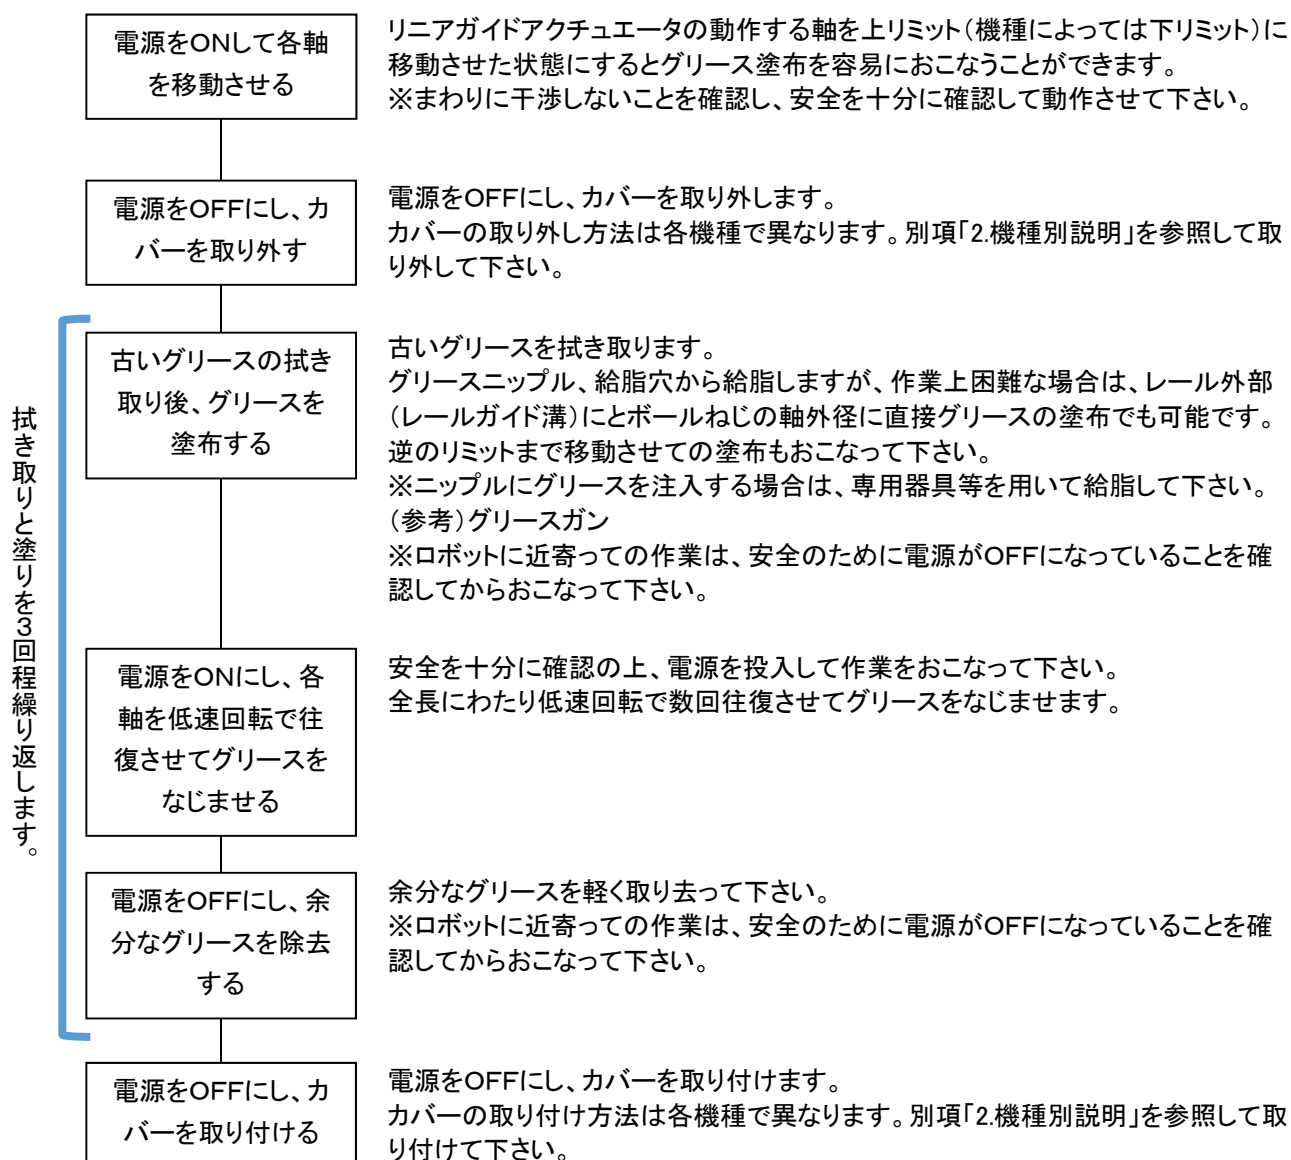 電源をONして各軸
を移動させる
リニアガイドアクチュエータの動作する軸を上リミット(機種によっては下リミット)に
移動させた状態にするとグリース塗布を容易におこなうことができます。
※まわりに干渉しないことを確認し、安全を十分に確認して動作させて下さい。
電源をOFFにし、カ
バーを取り外す
電源をOFFにし、カバーを取り外します。
カバーの取り外し方法は各機種で異なります。別項「2.機種別説明」を参照して取
り外して下さい。
拭き取りと塗りを3回程繰り返します。
古いグリースの拭き
取り後、グリースを
塗布する
古いグリースを拭き取ります。
グリースニップル、給脂穴から給脂しますが、作業上困難な場合は、レール外部
(レールガイド溝)にとボールねじの軸外径に直接グリースの塗布でも可能です。
逆のリミットまで移動させての塗布もおこなって下さい。
※ニップルにグリースを注入する場合は、専用器具等を用いて給脂して下さい。
(参考)グリースガン
※ロボットに近寄っての作業は、安全のために電源がOFFになっていることを確
認してからおこなって下さい。
電源をONにし、各
軸を低速回転で往
復させてグリースを
なじませる
安全を十分に確認の上、電源を投入して作業をおこなって下さい。
全長にわたり低速回転で数回往復させてグリースをなじませます。
電源をOFFにし、余
分なグリースを除去
する
余分なグリースを軽く取り去って下さい。
※ロボットに近寄っての作業は、安全のために電源がOFFになっていることを確
認してからおこなって下さい。
電源をOFFにし、カ
バーを取り付ける
電源をOFFにし、カバーを取り付けます。
カバーの取り付け方法は各機種で異なります。別項「2.機種別説明」を参照して取
り付けて下さい。